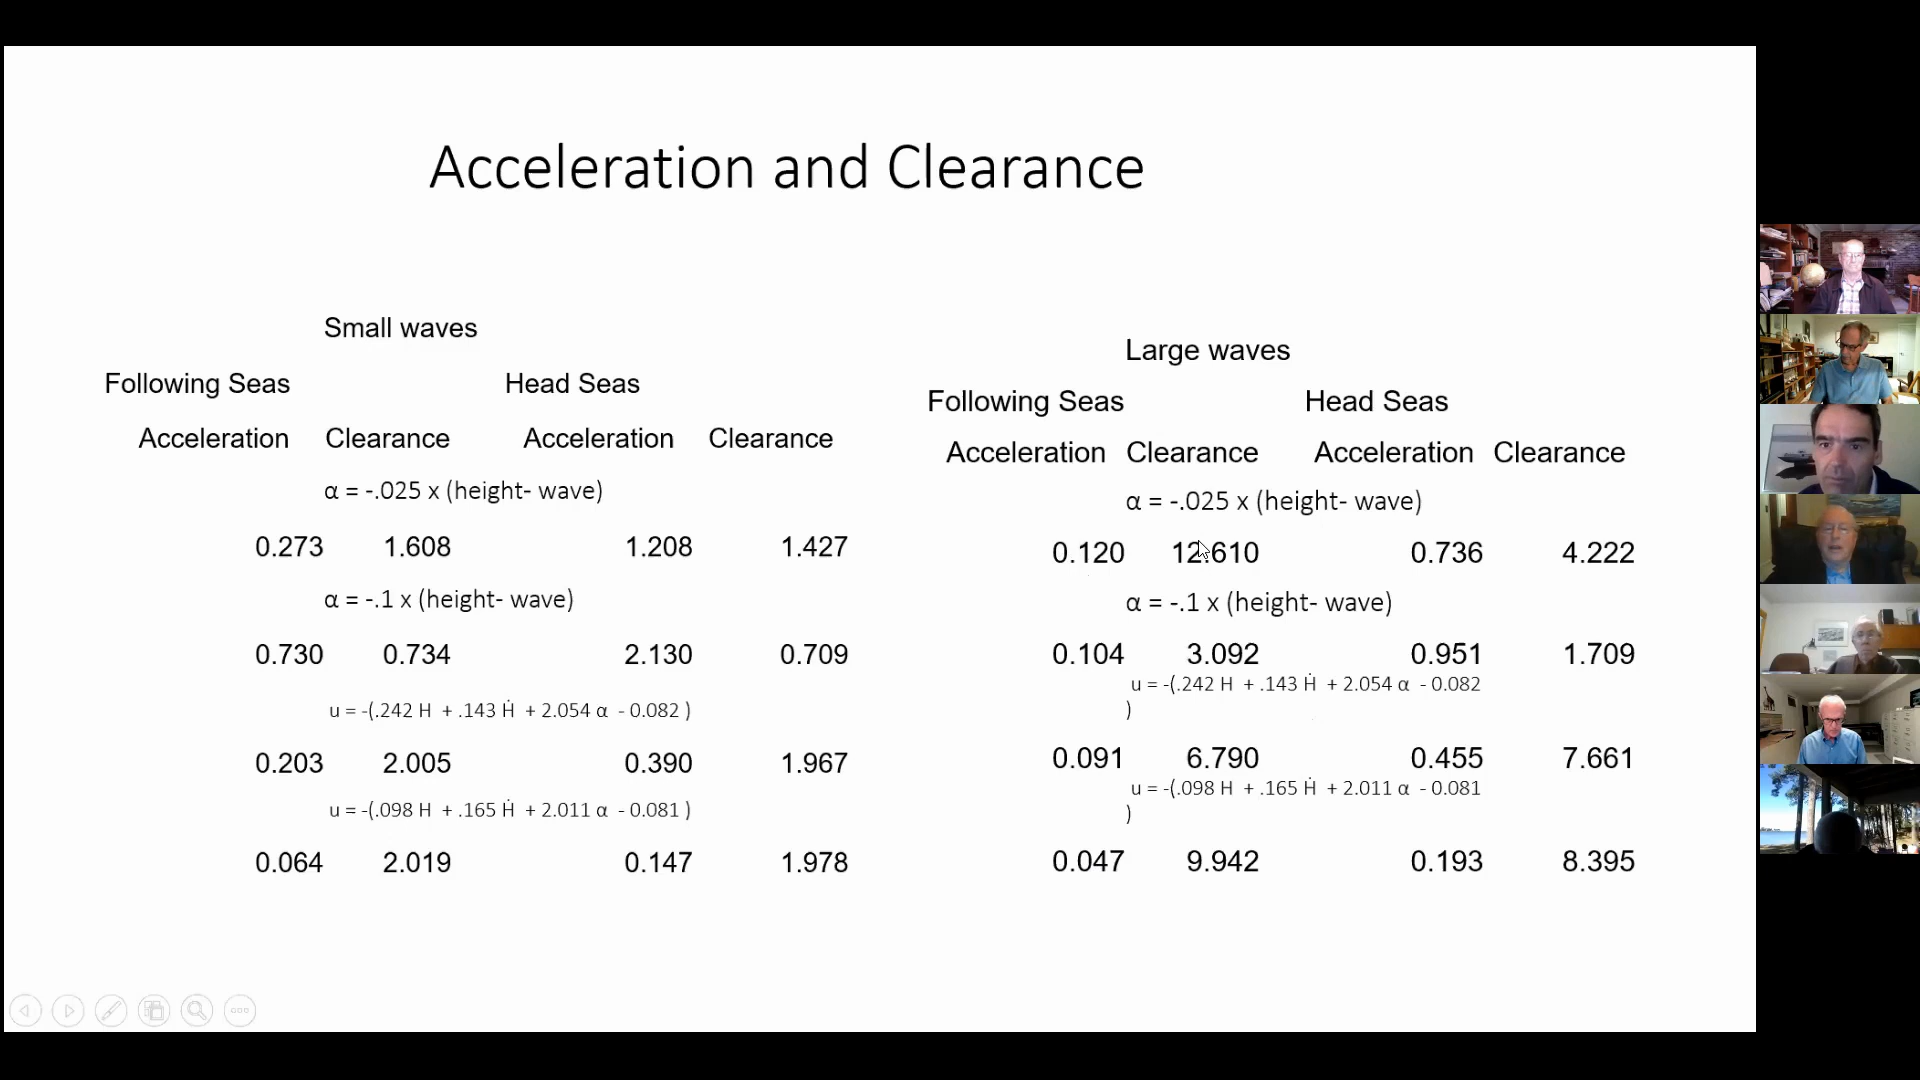 Acceleration and Clearance
Small waves
Following Seas Head Seas
Acceleration Clearance Acceleration Clearance
α = -.025 x (height- wave)
0.273 1.608 1.208 1.427
α = -.1 x (height- wave)
0.730 0.734 2.130 0.709
u = -(.242 H + .143 Ḣ + 2.054 α - 0.082 )
0.203 2.005 0.390 1.967
u = -(.098 H + .165 Ḣ + 2.011 α - 0.081 )
0.064 2.019 0.147 1.978
Large waves
Following Seas Head Seas
Acceleration Clearance Acceleration Clearance
α = -.025 x (height- wave)
0.120 12.610 0.736 4.222
α = -.1 x (height- wave)
0.104 3.092 0.951 1.709
u = -(.242 H + .143 Ḣ + 2.054 α - 0.082
)
0.091 6.790 0.455 7.661
u = -(.098 H + .165 Ḣ + 2.011 α - 0.081
)
0.047 9.942 0.193 8.395